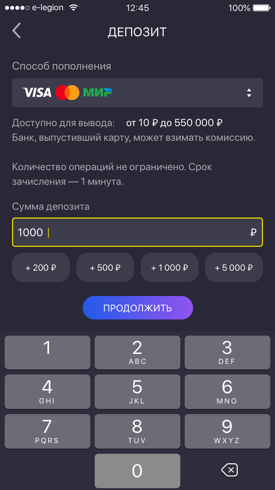 e-legion 12:45 100%
ДЕПОЗИТ
Способ пополнения
VISA MasterCard МИР
Доступно для вывода: от 10 ₽ до 550 000 ₽
Банк, выпустивший карту, может взимать комиссию.
Количество операций не ограничено. Срок
зачисления — 1 минута.
Сумма депозита
1000 ₽
+ 200 ₽ + 500 ₽ + 1 000 ₽ + 5 000 ₽
ПРОДОЛЖИТЬ
1 2 3
ABC DEF
4 5 6
GHI JKL MNO
7 8 9
PQRS TUV WXYZ
0